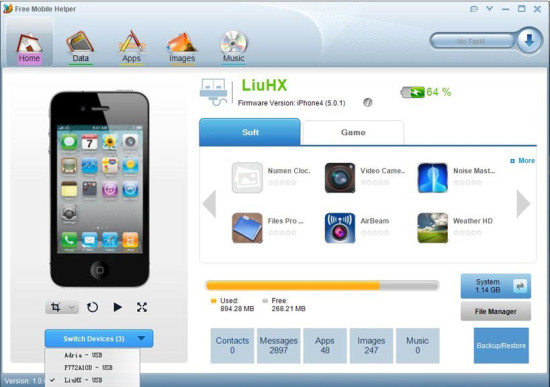 Free Mobile Helper
No Task!
Home
Data
Apps
Images
Music
LiuHX
Firmware Version: iPhone4 (5.0.1)
64 %
Soft
Game
More
Numen Cloc.
Video Came..
Noise Mast...
Files Pro ...
AirBeam
Weather HD
Used:
894.28 MB
Free:
268.21 MB
System
1.14 GB
File Manager
Contacts
0
Messages
2897
Apps
48
Images
247
Music
0
Backup/Restore
Switch Devices (3)
Adria - USB
P772AIOD - USB
LiuHX - USB
Version: 1.0